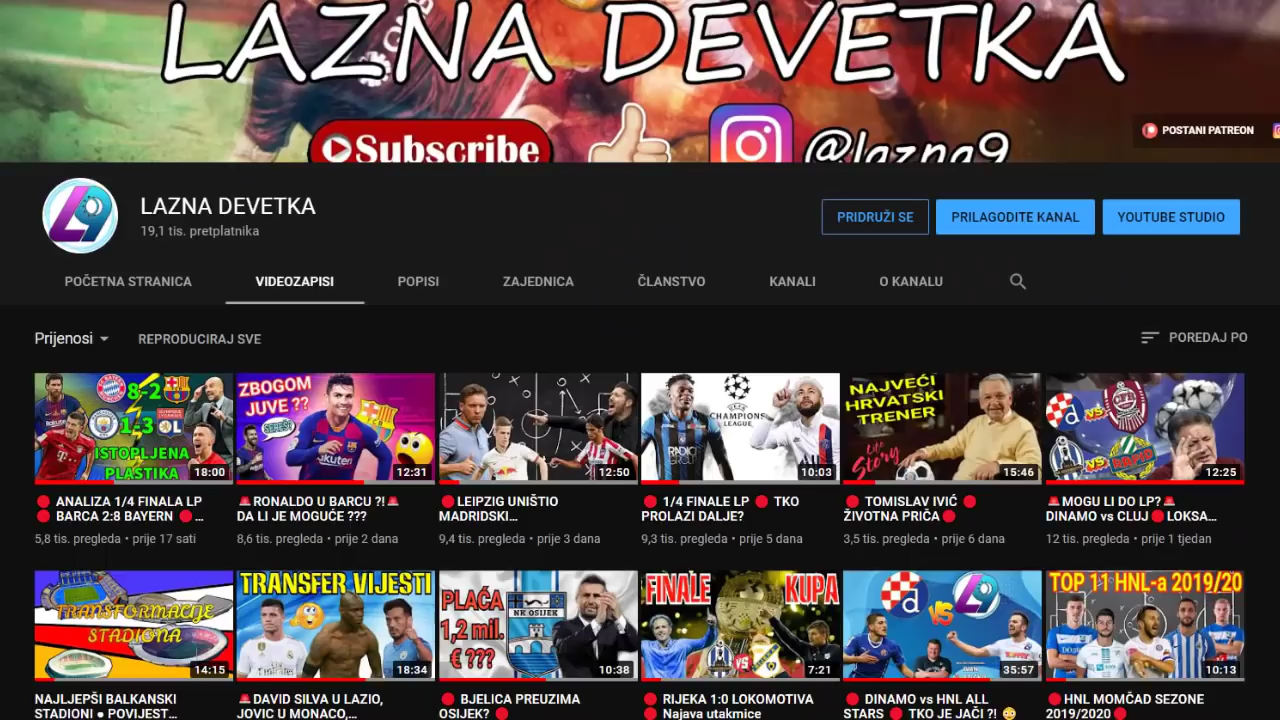 LAZNA DEVETKA
Subscribe
@lazna9
POSTANI PATREON
L9
LAZNA DEVETKA
19,1 tis. pretplatnika
PRIDRUŽI SE
PRILAGODITE KANAL
YOUTUBE STUDIO
POČETNA STRANICA
VIDEOZAPISI
POPISI
ZAJEDNICA
ČLANSTVO
KANALI
O KANALU
Prijenosi
REPRODUCIRAJ SVE
POREDAJ PO
8-2
1-3
ISTOPLJENA
PLASTIKA
18:00
ZBOGOM
JUVE ??
Rakuten
12:31
12:50
CHAMPIONS
LEAGUE
10:03
NAJVEĆI
HRVATSKI
TRENER
Life
Story
15:46
VS
VS
RAPID
12:25
🔴 ANALIZA 1/4 FINALA LP
🔴 BARCA 2:8 BAYERN 🔴...
5,8 tis. pregleda • prije 17 sati
🚨RONALDO U BARCU ?!🚨
DA LI JE MOGUĆE ???
8,6 tis. pregleda • prije 2 dana
🔴LEIPZIG UNIŠTIO
MADRIDSKI...
9,4 tis. pregleda • prije 3 dana
🔴 1/4 FINALE LP 🔴 TKO
PROLAZI DALJE?
9,3 tis. pregleda • prije 5 dana
🔴 TOMISLAV IVIĆ 🔴
ŽIVOTNA PRIČA🔴
3,5 tis. pregleda • prije 6 dana
🚨MOGU LI DO LP?🚨
DINAMO vs CLUJ🔴LOKSA...
12 tis. pregleda • prije 1 tjedan
TRANSFORMACIJE
STADIONA
14:15
TRANSFER VIJESTI
18:34
PLAĆA
1,2 mil.
€ ???
NK OSIJEK
10:38
FINALE KUPA
VS
7:21
VS
L9
35:57
TOP 11 HNL-a 2019/20
10:13
NAJLJEPŠI BALKANSKI
STADIONI ● POVIJEST...
🚨DAVID SILVA U LAZIO,
JOVIC U MONACO,...
🔴 BJELICA PREUZIMA
OSIJEK? 🔴
🔴 RIJEKA 1:0 LOKOMOTIVA
🔴 Najava utakmice
🔴 DINAMO vs HNL ALL
STARS 🔴 TKO JE JAČI ?! 😳
🔴HNL MOMČAD SEZONE
2019/2020🔴